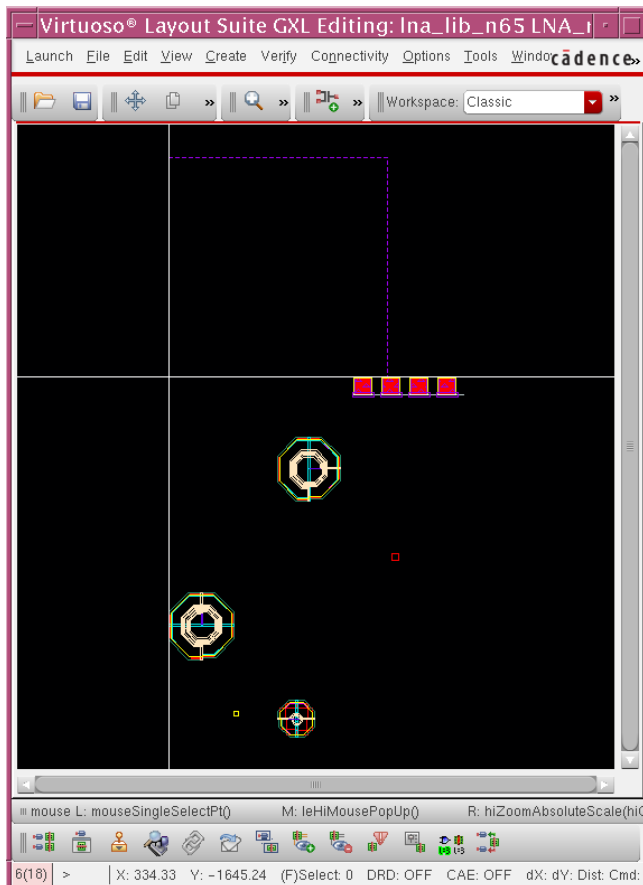 Virtuoso® Layout Suite GXL Editing: lna_lib_n65 LNA_
Launch File Edit View Create Verify Connectivity Options Tools Windo cādence »
» » » Workspace: Classic »
mouse L: mouseSingleSelectPt() M: leHiMousePopUp() R: hiZoomAbsoluteScale(hi
6(18) > X: 334.33 Y: -1645.24 (F)Select: 0 DRD: OFF CAE: OFF dX: dY: Dist: Cmd: